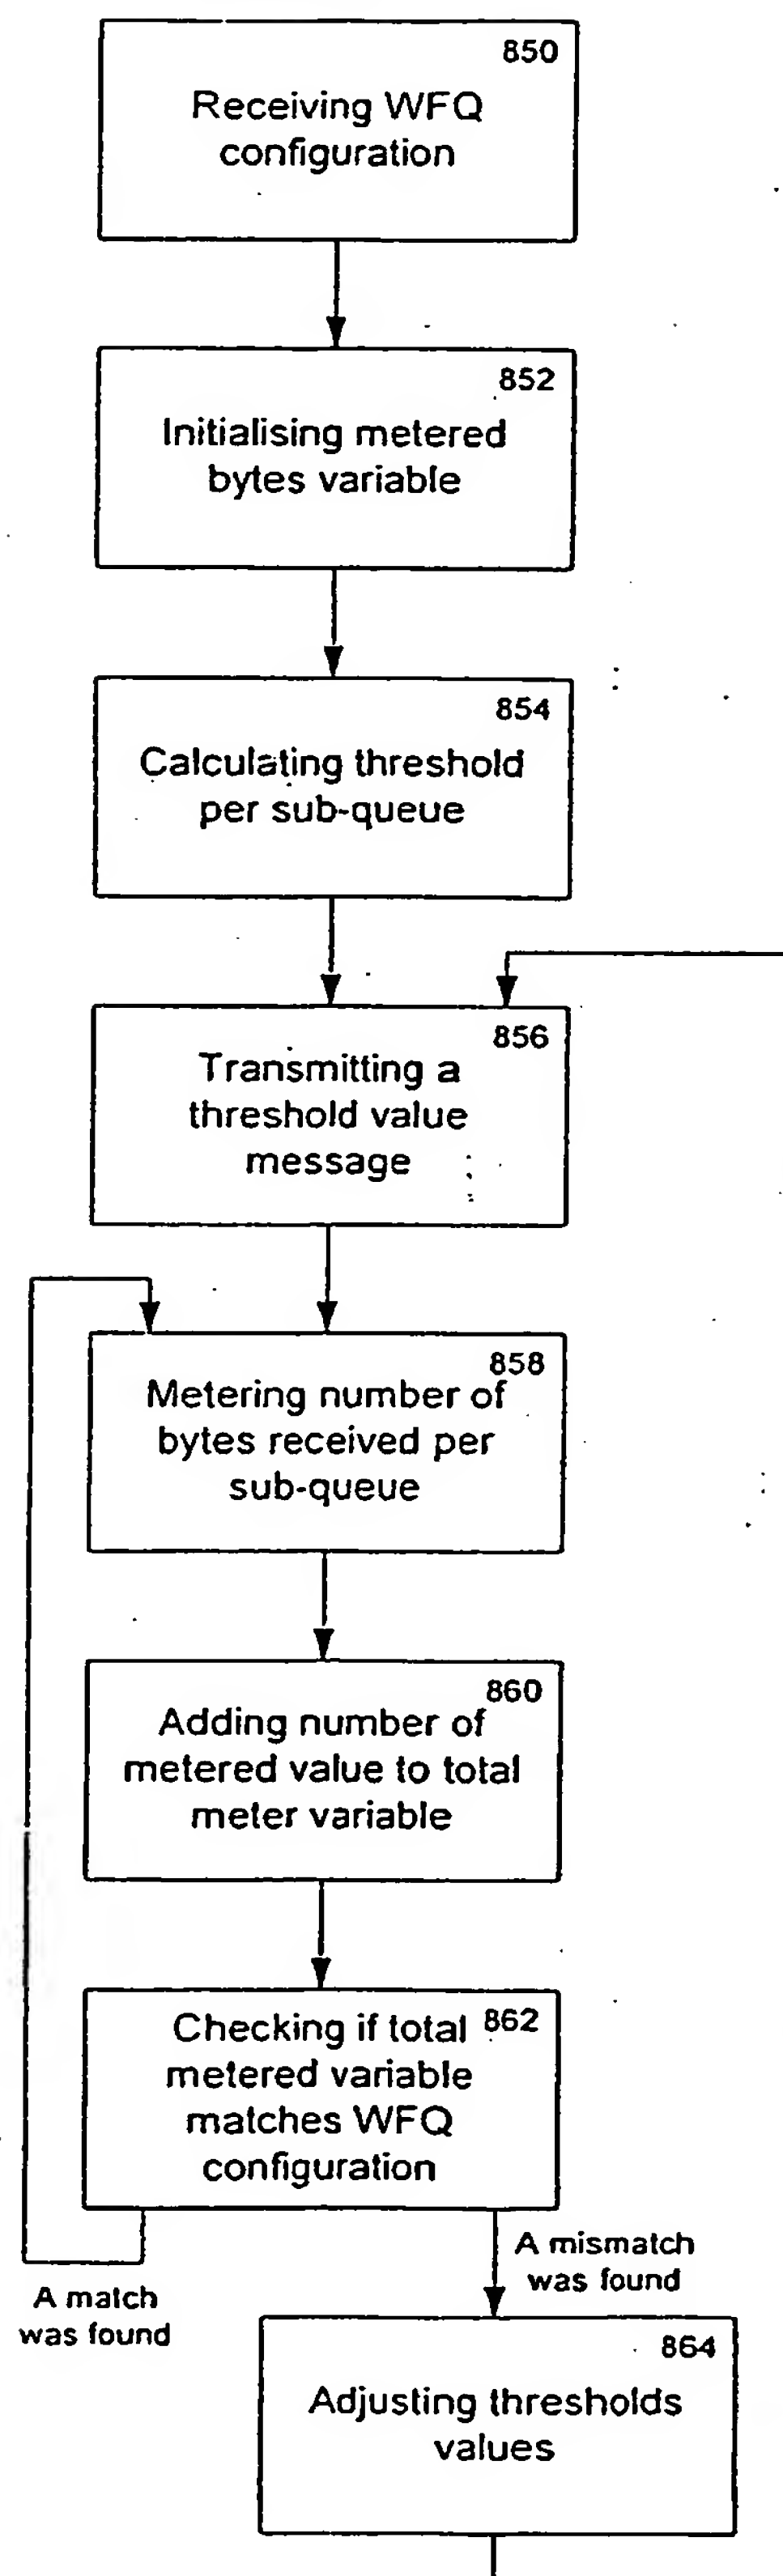 850
Receiving WFQ
configuration
852
Initialising metered
bytes variable
854
Calculating threshold
per sub-queue
856
Transmitting a
threshold value
message
858
Metering number of
bytes received per
sub-queue
860
Adding number of
metered value to total
meter variable
862
Checking if total
metered variable
matches WFQ
configuration
A mismatch
was found
A match
was found
864
Adjusting thresholds
values